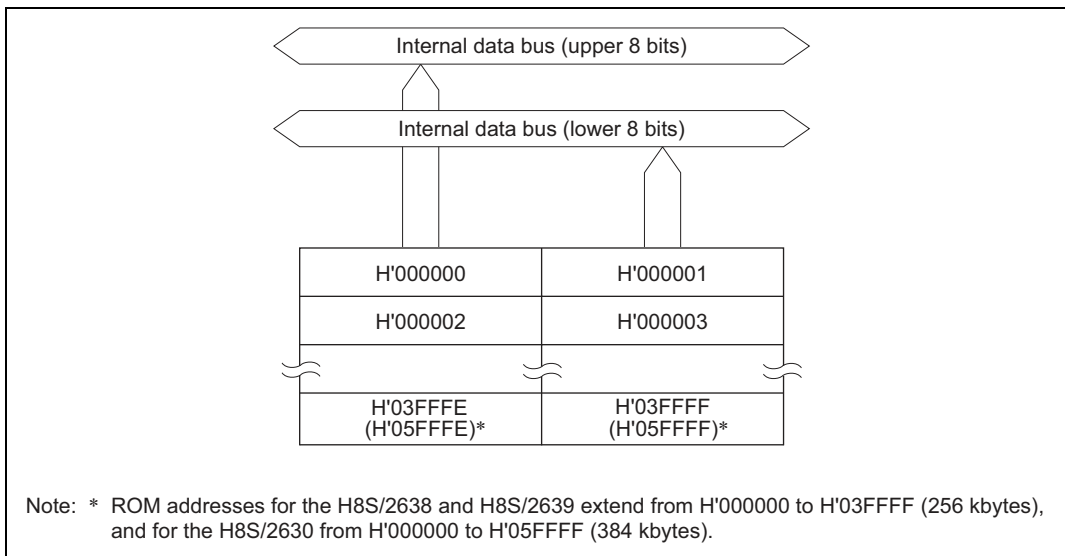 Internal data bus (upper 8 bits)
Internal data bus (lower 8 bits)
H'000000
H'000001
H'000002
H'000003
H'03FFFE
(H'05FFFE)*
H'03FFFF
(H'05FFFF)*
Note: * ROM addresses for the H8S/2638 and H8S/2639 extend from H'000000 to H'03FFFF (256 kbytes),
and for the H8S/2630 from H'000000 to H'05FFFF (384 kbytes).